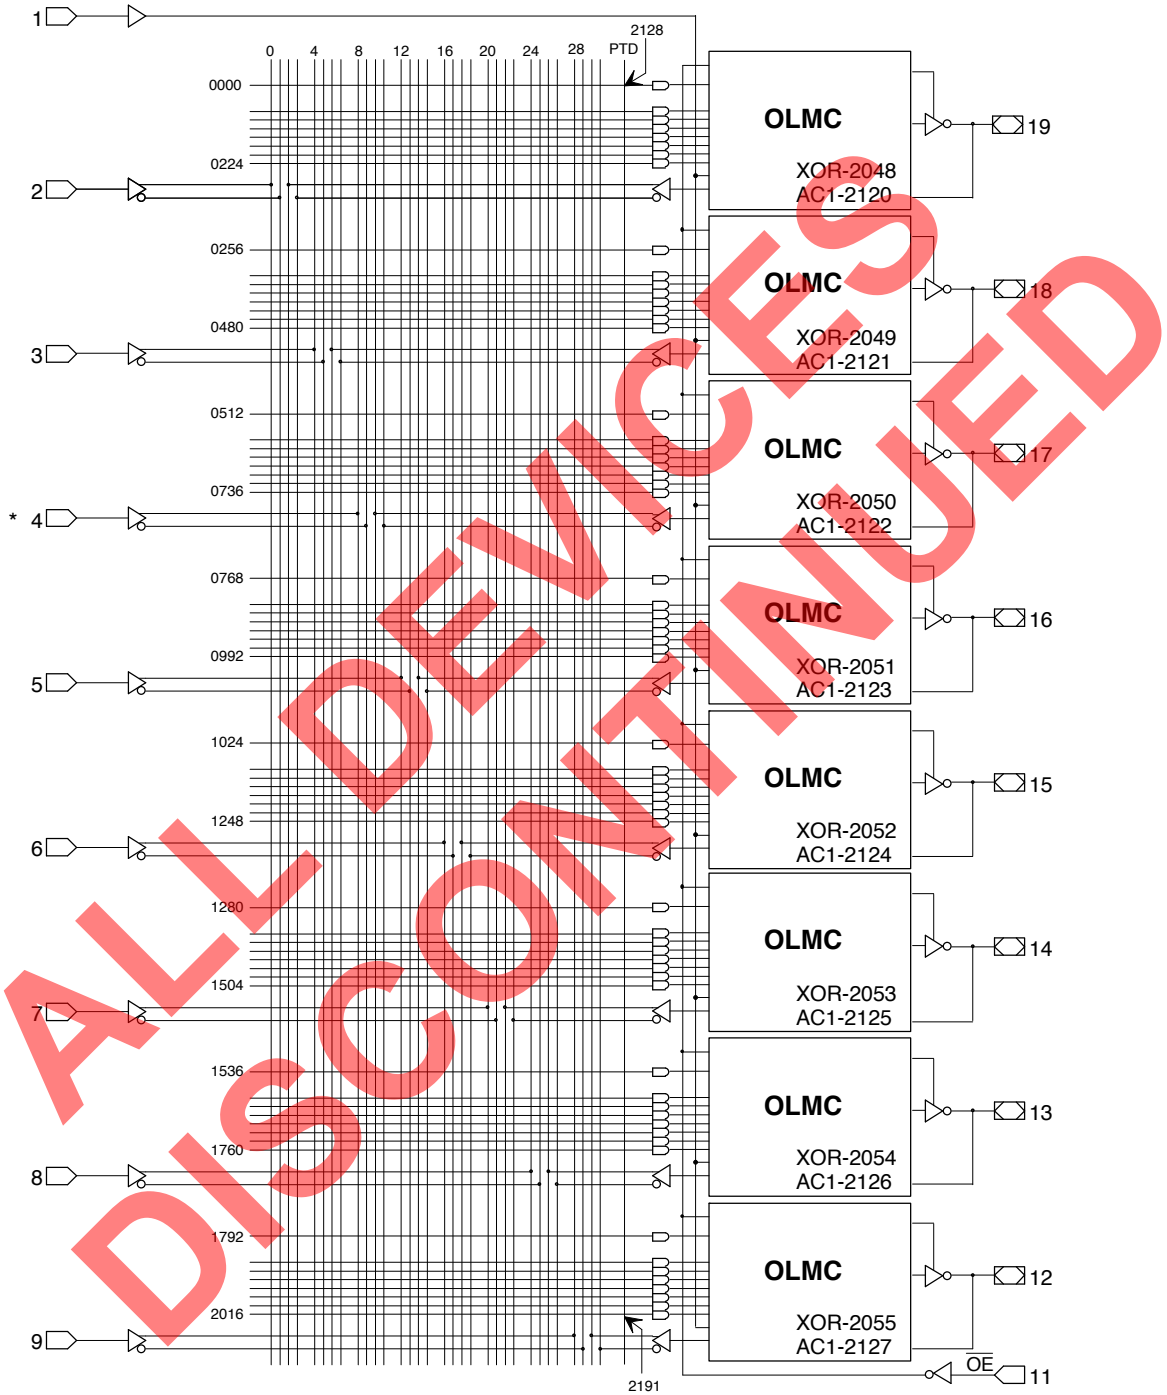 1
2128
0 4 8 12 16 20 24 28 PTD
0000
OLMC
19
0224
XOR-2048
2
AC1-2120
0256
OLMC
18
0480
XOR-2049
3
AC1-2121
0512
OLMC
17
0736
XOR-2050
* 4
AC1-2122
0768
OLMC
16
0992
XOR-2051
5
AC1-2123
1024
OLMC
15
1248
XOR-2052
6
AC1-2124
1280
OLMC
14
1504
XOR-2053
7
AC1-2125
1536
OLMC
13
1760
XOR-2054
8
AC1-2126
1792
OLMC
12
2016
XOR-2055
9
AC1-2127
OE
11
2191
ALL DEVICES
DISCONTINUED